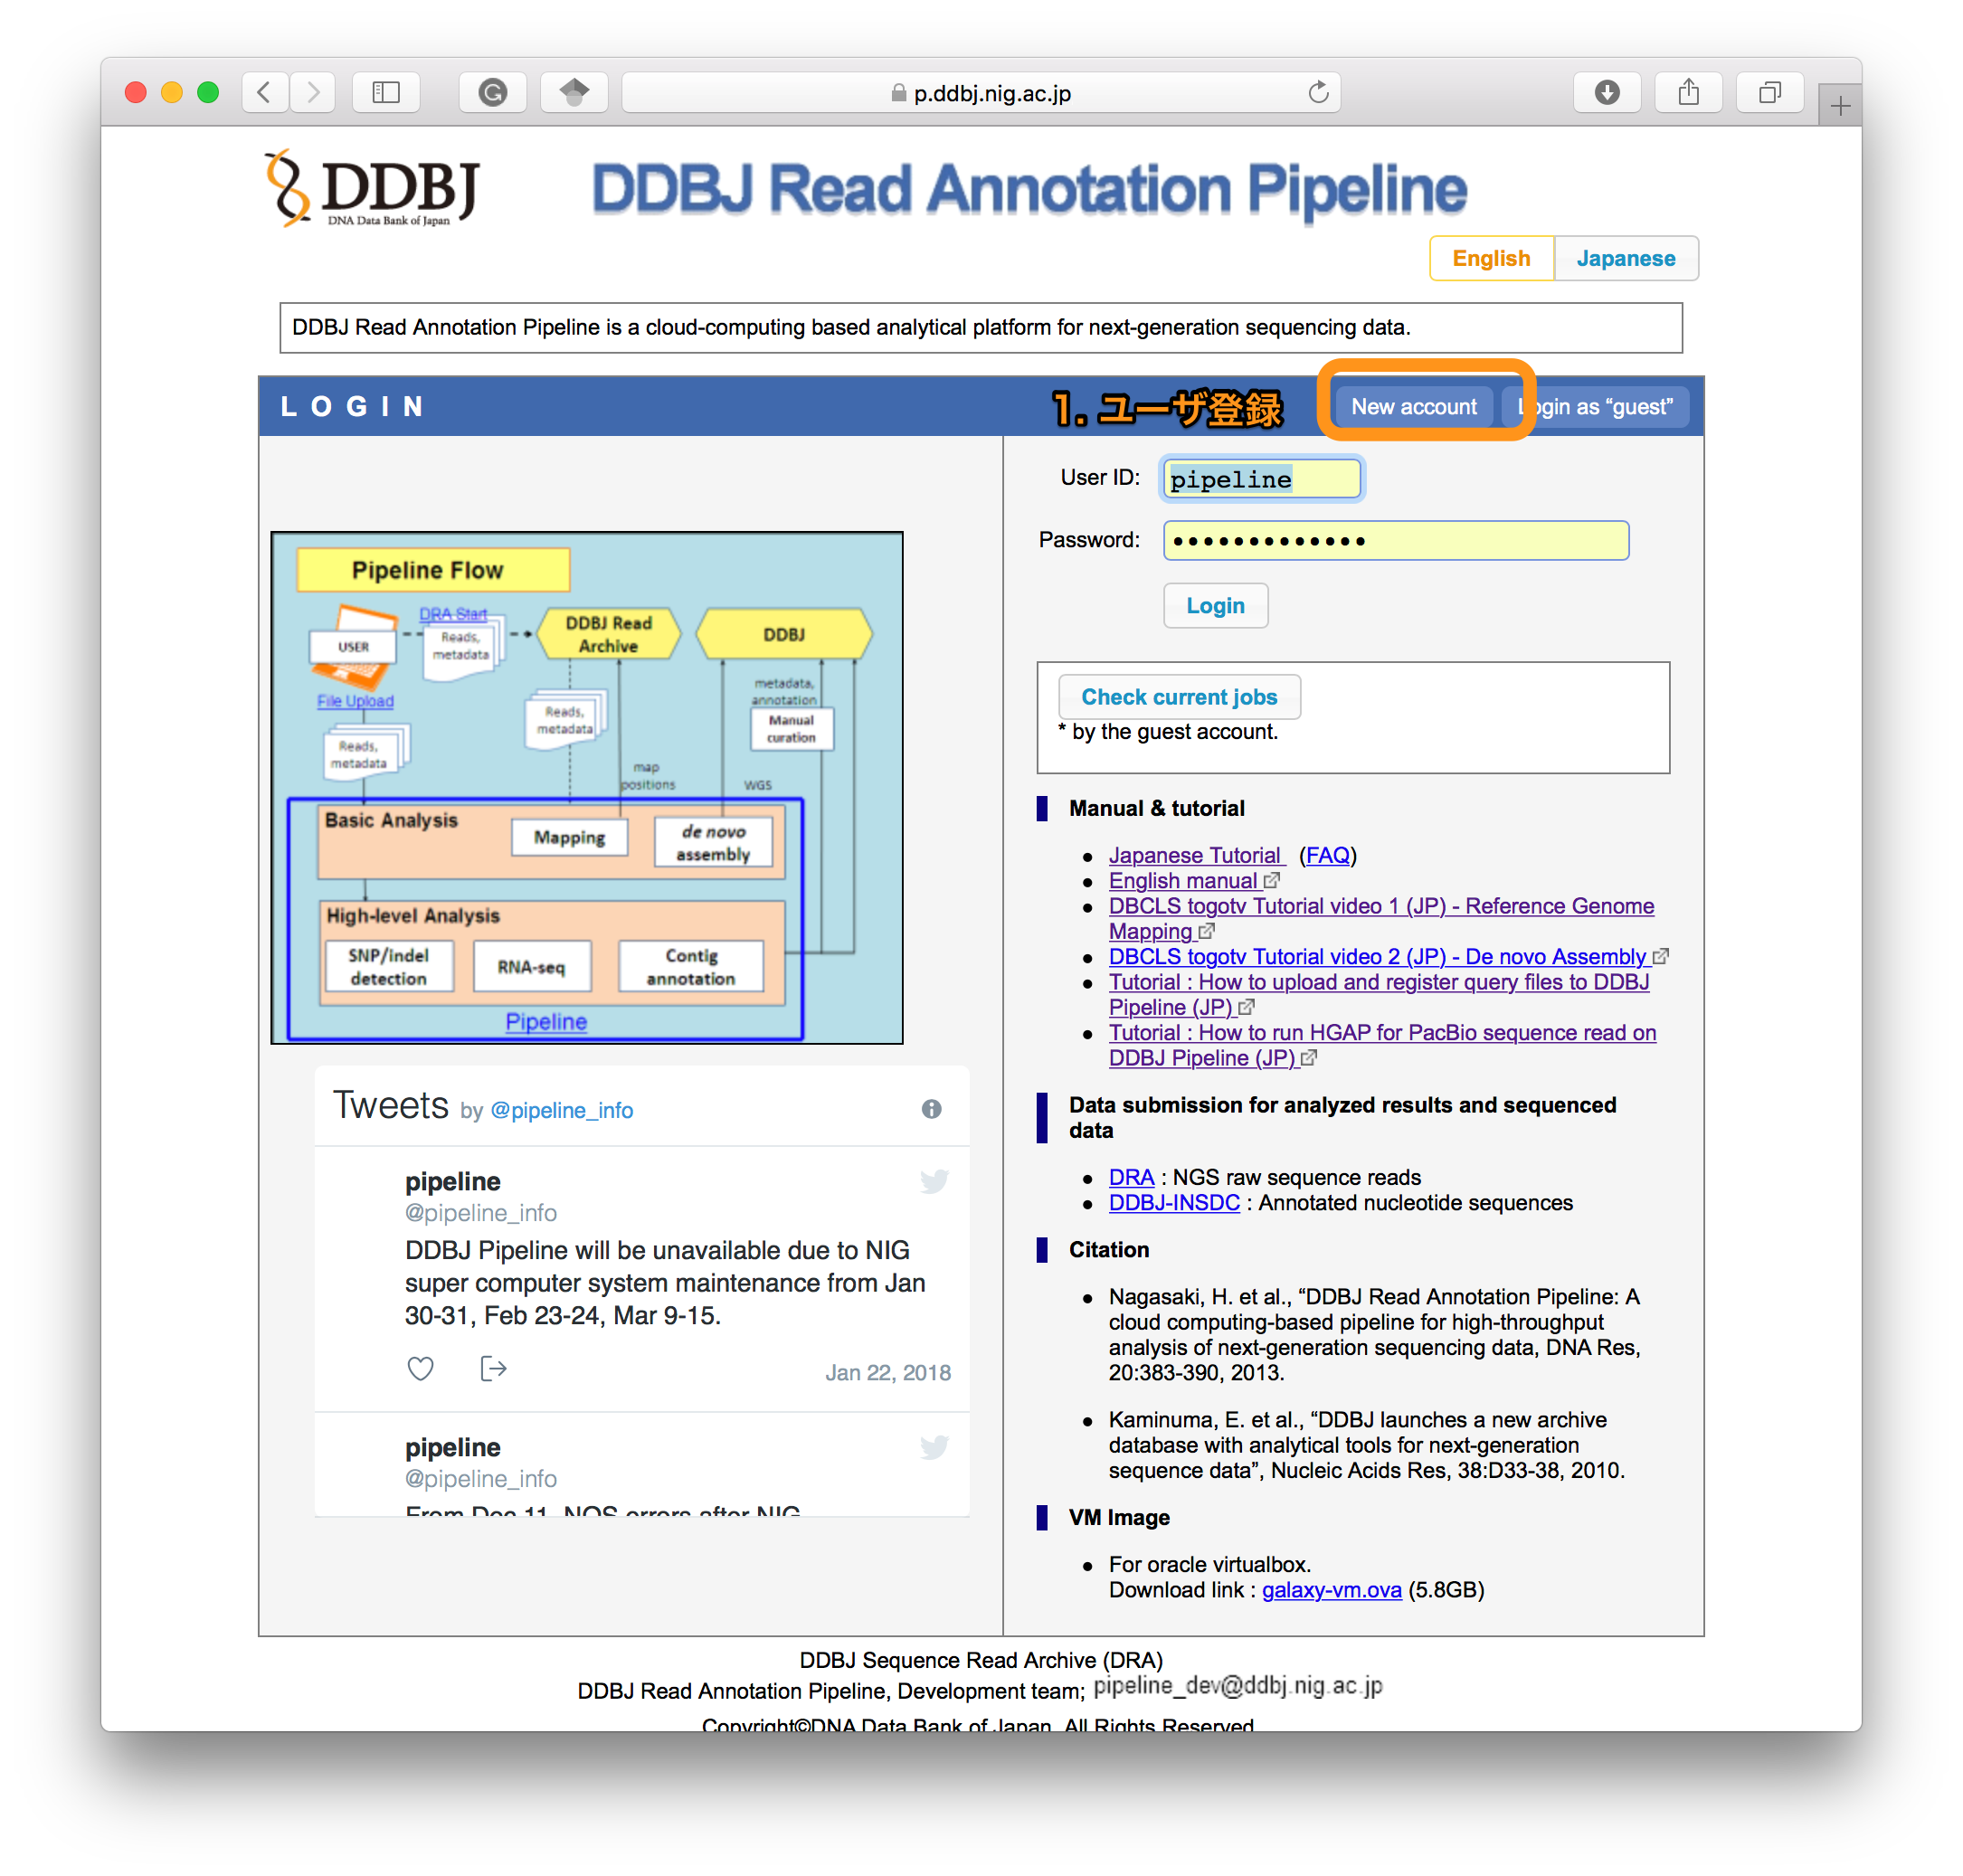 p.ddbj.nig.ac.jp
DDBJ
DNA Data Bank of Japan
DDBJ Read Annotation Pipeline
English
Japanese
DDBJ Read Annotation Pipeline is a cloud-computing based analytical platform for next-generation sequencing data.
LOGIN
1. ユーザ登録
New account
Login as “guest”
User ID:
pipeline
Password:
Login
Check current jobs
* by the guest account.
Pipeline Flow
USER
DRA Start
Reads,
metadata
DDBJ Read
Archive
DDBJ
File Upload
Reads,
metadata
Reads,
metadata
metadata,
annotation
Manual
curation
map
positions
WGS
Basic Analysis
Mapping
de novo
assembly
High-level Analysis
SNP/indel
detection
RNA-seq
Contig
annotation
Pipeline
Tweets by @pipeline_info
pipeline
@pipeline_info
DDBJ Pipeline will be unavailable due to NIG
super computer system maintenance from Jan
30-31, Feb 23-24, Mar 9-15.
Jan 22, 2018
pipeline
@pipeline_info
From Dec 11, NQS errors after NIG
Manual & tutorial
Japanese Tutorial (FAQ)
English manual
DBCLS togotv Tutorial video 1 (JP) - Reference Genome
Mapping
DBCLS togotv Tutorial video 2 (JP) - De novo Assembly
Tutorial : How to upload and register query files to DDBJ
Pipeline (JP)
Tutorial : How to run HGAP for PacBio sequence read on
DDBJ Pipeline (JP)
Data submission for analyzed results and sequenced
data
DRA : NGS raw sequence reads
DDBJ-INSDC : Annotated nucleotide sequences
Citation
Nagasaki, H. et al., “DDBJ Read Annotation Pipeline: A
cloud computing-based pipeline for high-throughput
analysis of next-generation sequencing data, DNA Res,
20:383-390, 2013.
Kaminuma, E. et al., “DDBJ launches a new archive
database with analytical tools for next-generation
sequence data”, Nucleic Acids Res, 38:D33-38, 2010.
VM Image
For oracle virtualbox.
Download link : galaxy-vm.ova (5.8GB)
DDBJ Sequence Read Archive (DRA)
DDBJ Read Annotation Pipeline, Development team; pipeline_dev@ddbj.nig.ac.jp
Copyright©DNA Data Bank of Japan. All Rights Reserved